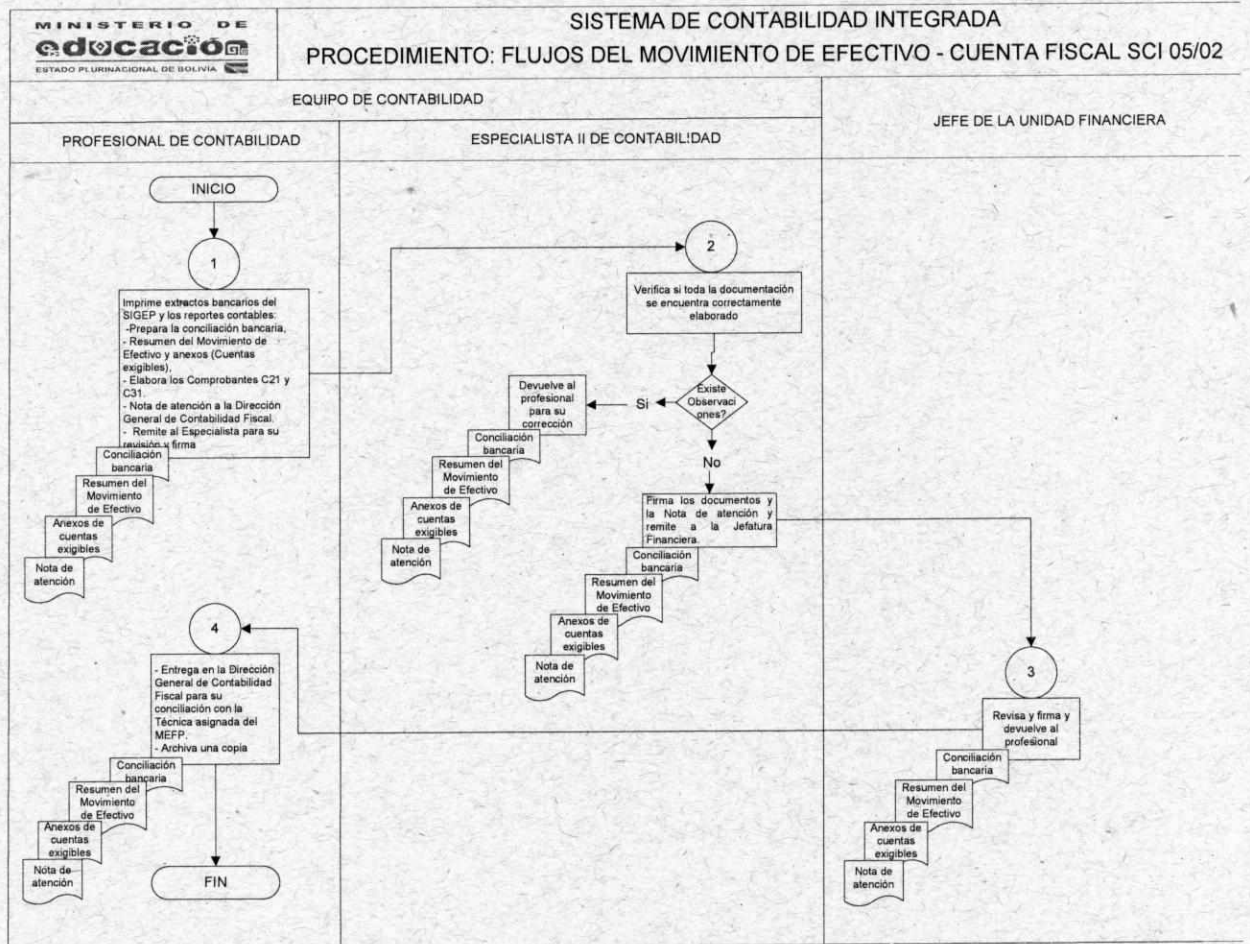 MINISTERIO DE
educación
ESTADO PLURINACIONAL DE BOLIVIA
SISTEMA DE CONTABILIDAD INTEGRADA
PROCEDIMIENTO: FLUJOS DEL MOVIMIENTO DE EFECTIVO - CUENTA FISCAL SCI 05/02
EQUIPO DE CONTABILIDAD
JEFE DE LA UNIDAD FINANCIERA
PROFESIONAL DE CONTABILIDAD
ESPECIALISTA II DE CONTABILIDAD
INICIO
1
Imprime extractos bancarios del
SIGEP y los reportes contables:
-Prepara la conciliación bancaria,
- Resumen del Movimiento de
Efectivo y anexos (Cuentas
exigibles),
- Elabora los Comprobantes C21 y
C31.
- Nota de atención a la Dirección
General de Contabilidad Fiscal.
- Remite al Especialista para su
revisión y firma
Conciliación
bancaria
Resumen del
Movimiento
de Efectivo
Anexos de
cuentas
exigibles
Nota de
atención
2
Verifica si toda la documentación
se encuentra correctamente
elaborado
Existe
Observaci
ones?
Si
Devuelve al
profesional
para su
corrección
Conciliación
bancaria
Resumen del
Movimiento
de Efectivo
Anexos de
cuentas
exigibles
Nota de
atención
No
Firma los documentos y
la Nota de atención y
remite a la Jefatura
Financiera.
Conciliación
bancaria
Resumen del
Movimiento
de Efectivo
Anexos de
cuentas
exigibles
Nota de
atención
3
Revisa y firma y
devuelve al
profesional
Conciliación
bancaria
Resumen del
Movimiento
de Efectivo
Anexos de
cuentas
exigibles
Nota de
atención
4
- Entrega en la Dirección
General de Contabilidad
Fiscal para su
conciliación con la
Técnica asignada del
MEFP.
- Archiva una copia
Conciliación
bancaria
Resumen del
Movimiento
de Efectivo
Anexos de
cuentas
exigibles
Nota de
atención
FIN